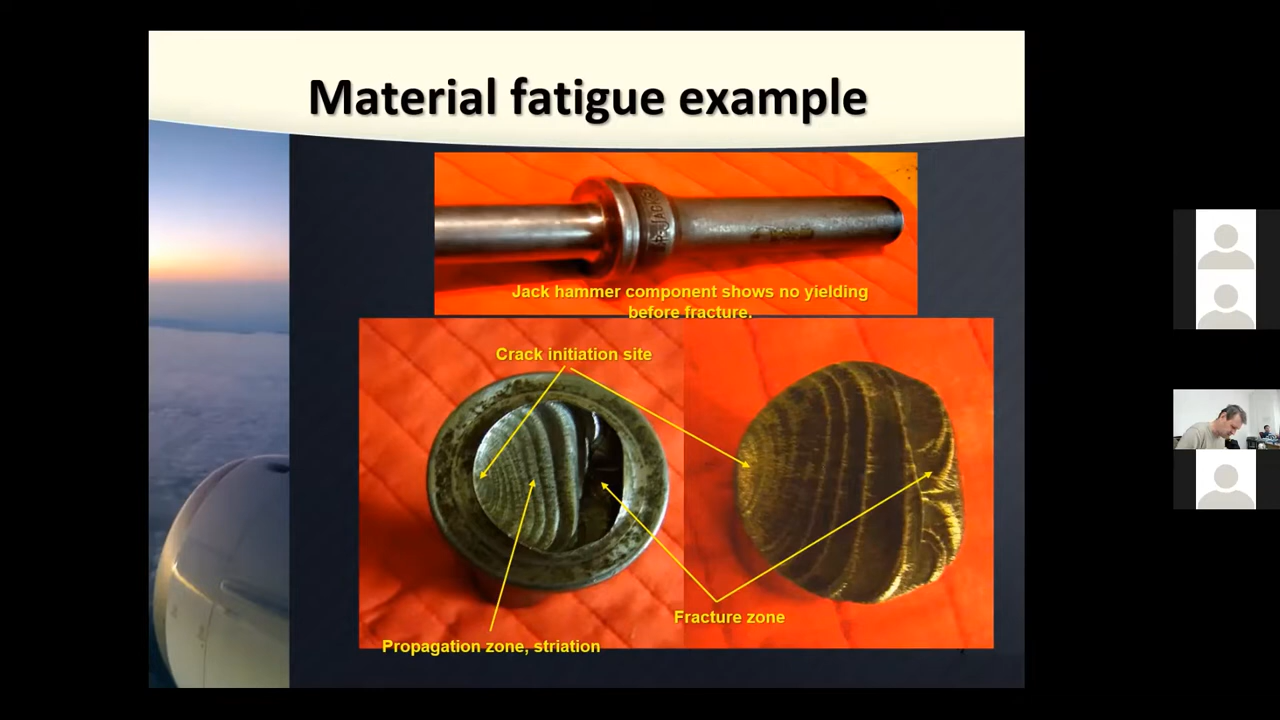 Material fatigue example
Jack hammer component shows no yielding
before fracture.
Crack initiation site
Fracture zone
Propagation zone, striation